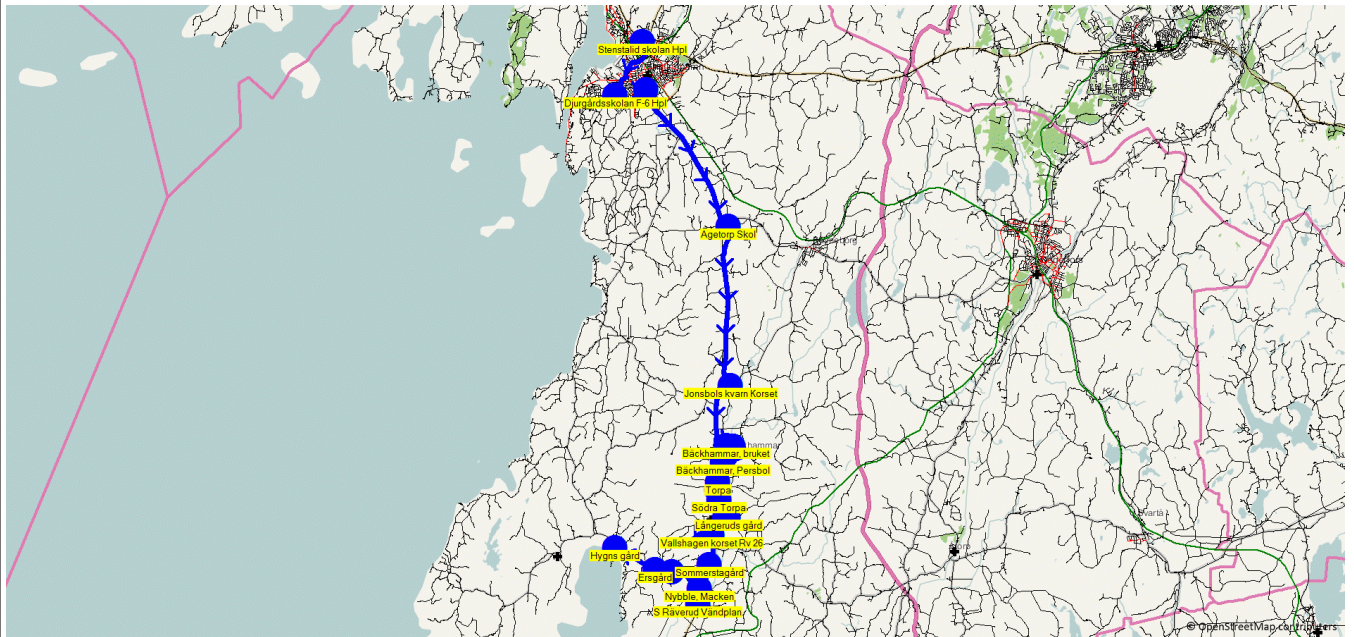 Stenstalid skolan Hpl
Djurgårdsskolan F-6 Hpl
Ågetorp Skol
Jonsbols kvarn Korset
Bäckhammar, bruket
Bäckhammar, Persbol
Torpa
Södra Torpa
Långeruds gård
Vallshagen korset Rv 26
Hygns gård
Sommerstagård
Ersgård
Nybble, Macken
S Räverud Vändplan
Svartå
© OpenStreetMap contributors